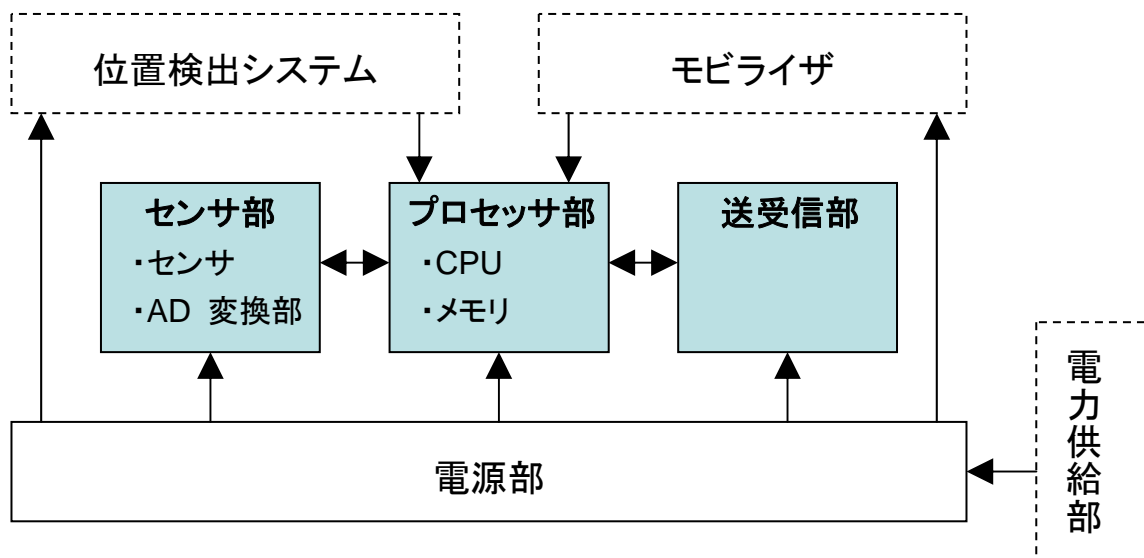 位置検出システム
モビライザ
センサ部
・センサ
・AD 変換部
プロセッサ部
・CPU
・メモリ
送受信部
電源部
電力供給部